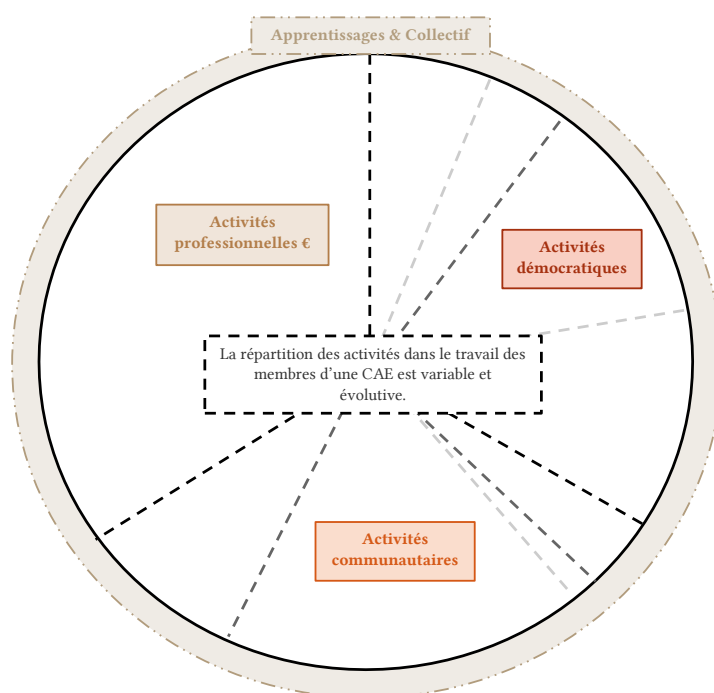 Apprentissages & Collectif
Activités
professionnelles €
Activités
démocratiques
La répartition des activités dans le travail des
membres d’une CAE est variable et
évolutive.
Activités
communautaires